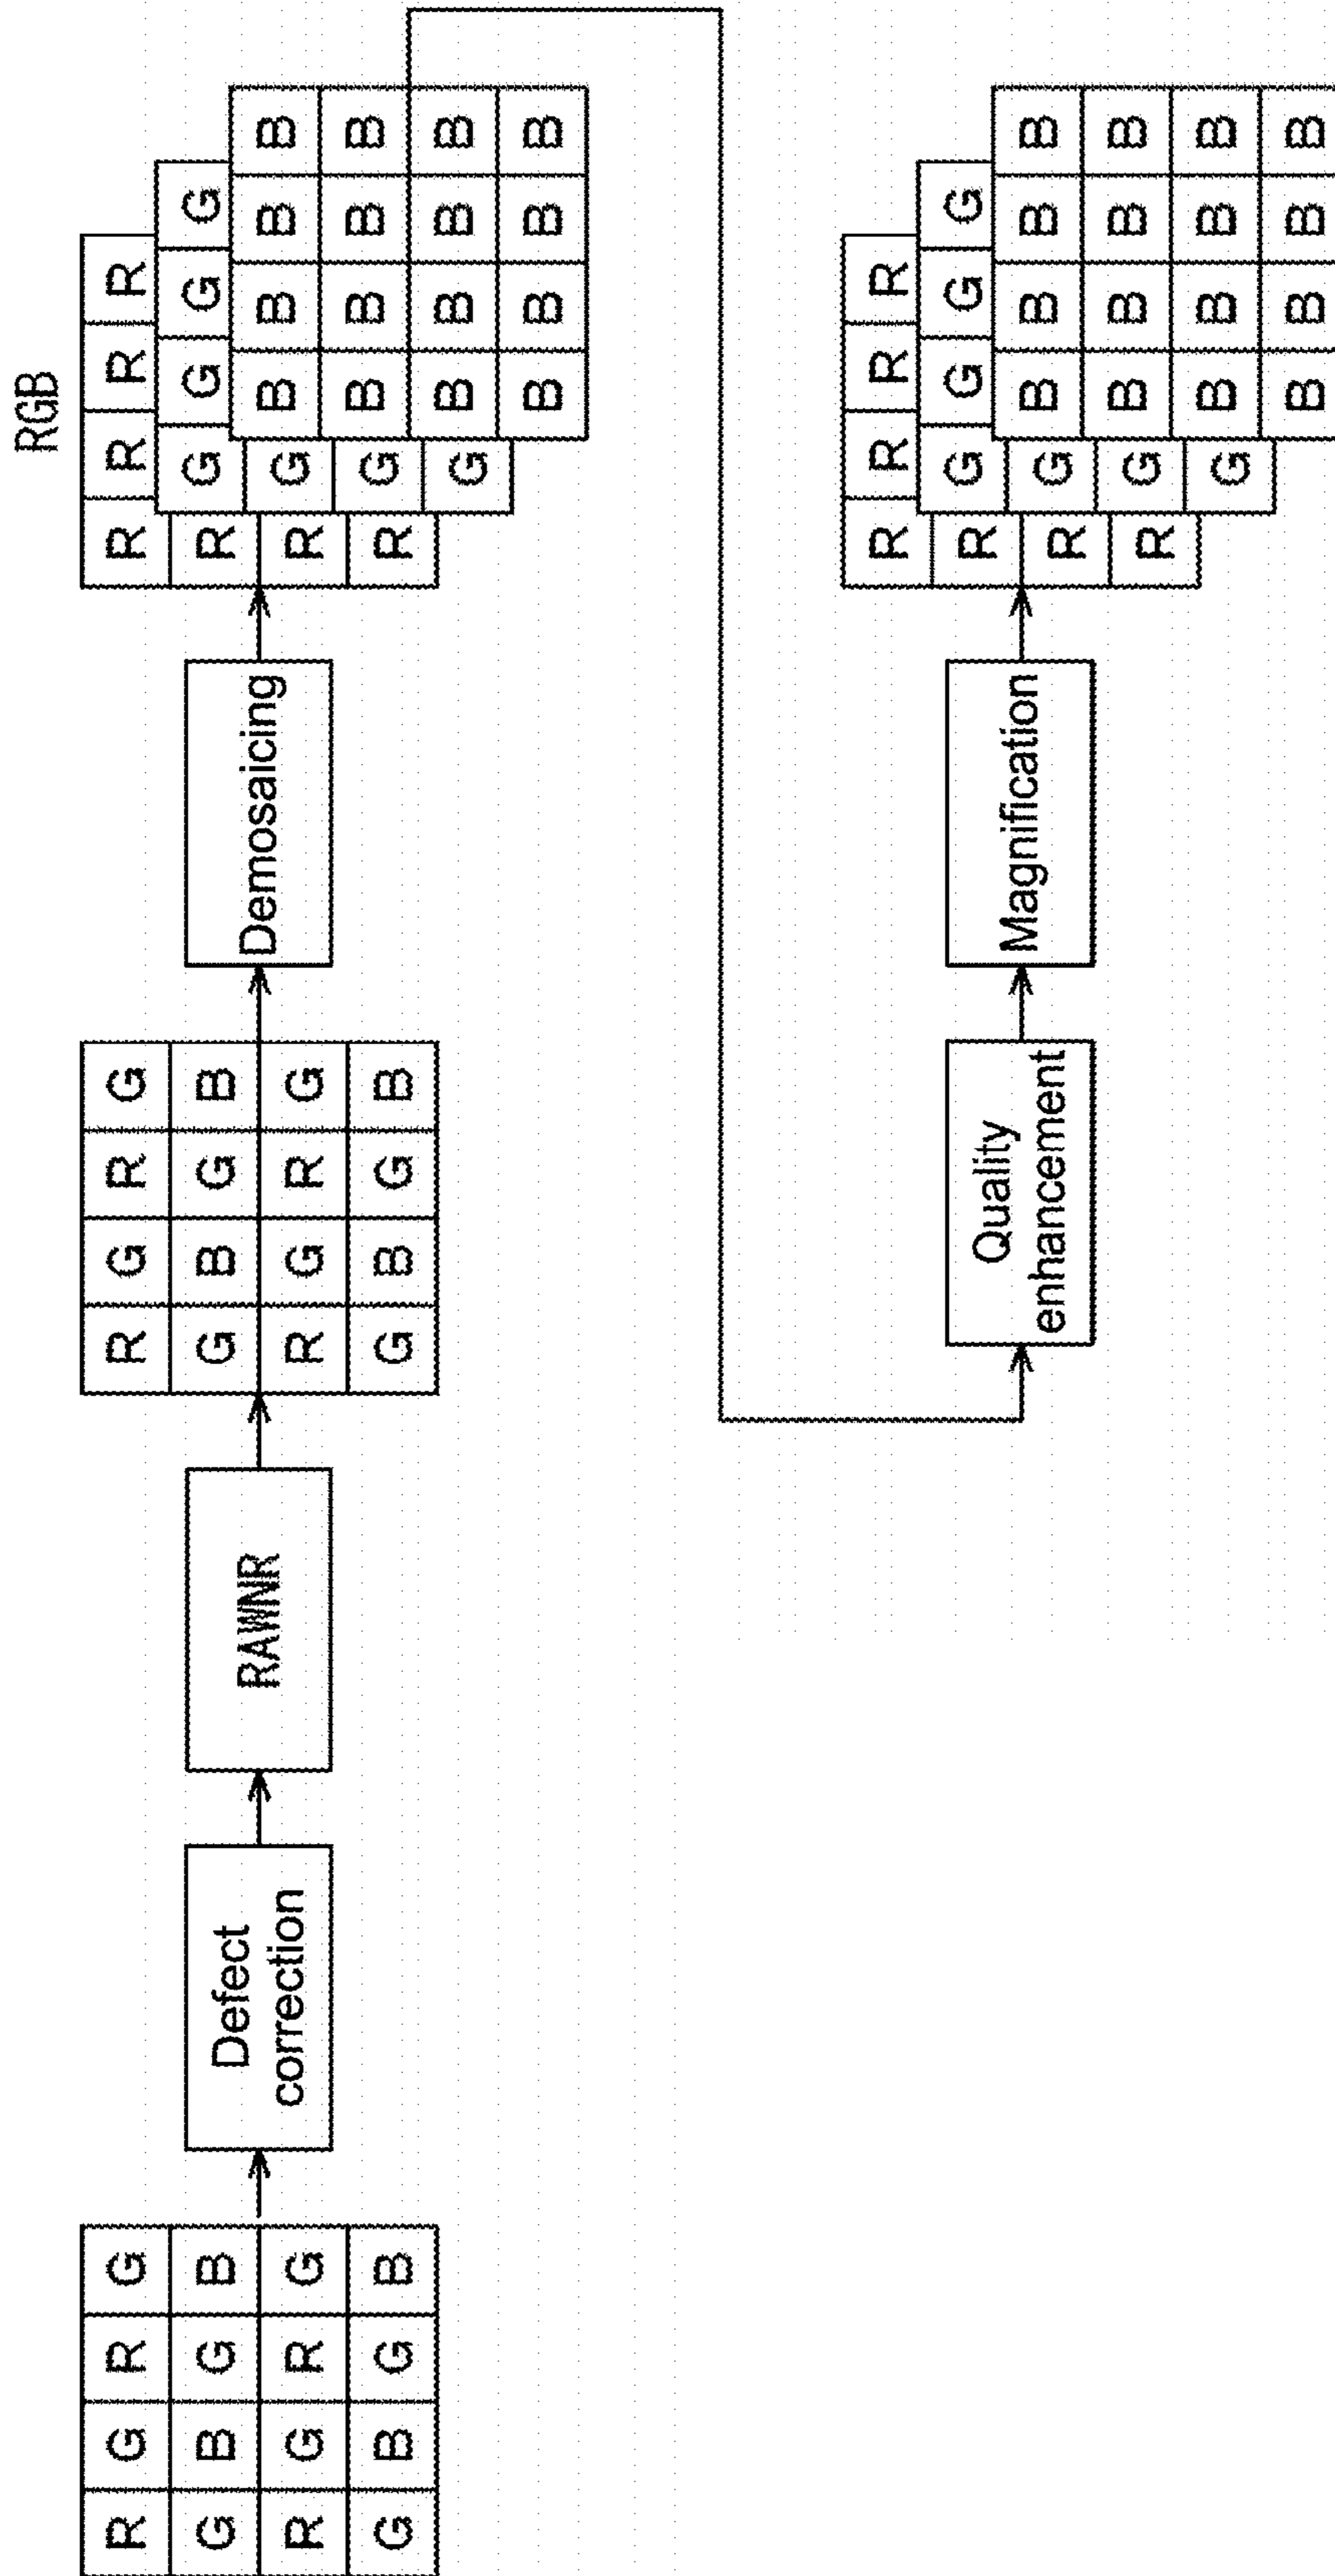 R G R G
G B G B
R G R G
G B G B
Defect
correction
RAWNR
R G R G
G B G B
R G R G
G B G B
Demosaicing
RGB
R R R R
R
R
R
G G G G
G
G
G
B B B B
B B B B
B B B B
B B B B
Quality
enhancement
Magnification
R R R R
R
R
R
G G G G
G
G
G
B B B B
B B B B
B B B B
B B B B